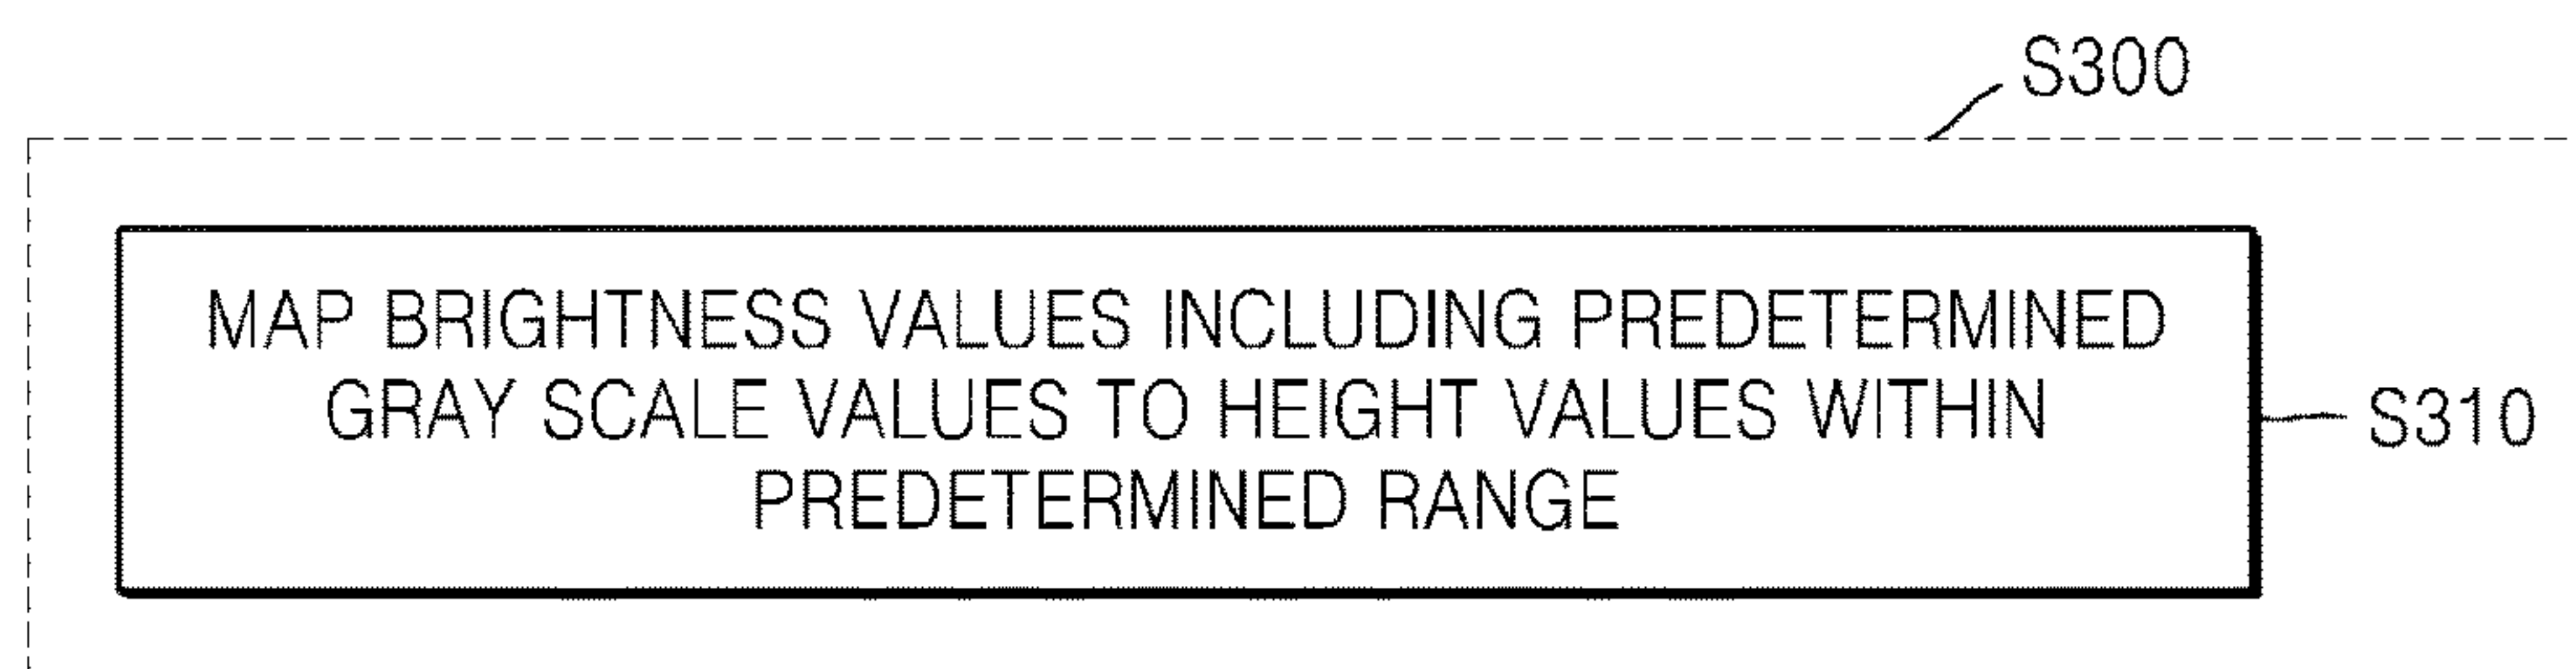 S300
MAP BRIGHTNESS VALUES INCLUDING PREDETERMINED
GRAY SCALE VALUES TO HEIGHT VALUES WITHIN
PREDETERMINED RANGE
S310